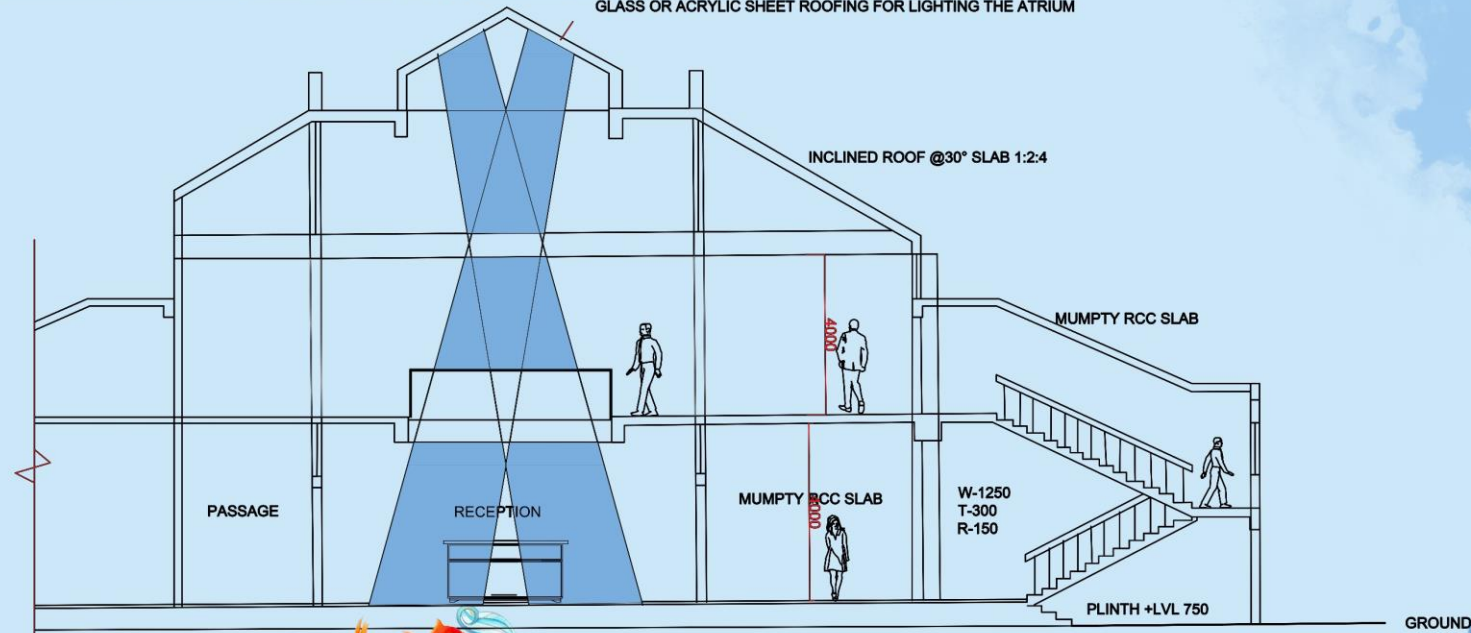 GLASS OR ACRYLIC SHEET ROOFING FOR LIGHTING THE ATRIUM
INCLINED ROOF @30° SLAB 1:2:4
MUMPTY RCC SLAB
4000
PASSAGE
RECEPTION
MUMPTY RCC SLAB
W-1250
T-300
R-150
PLINTH +LVL 750
GROUND